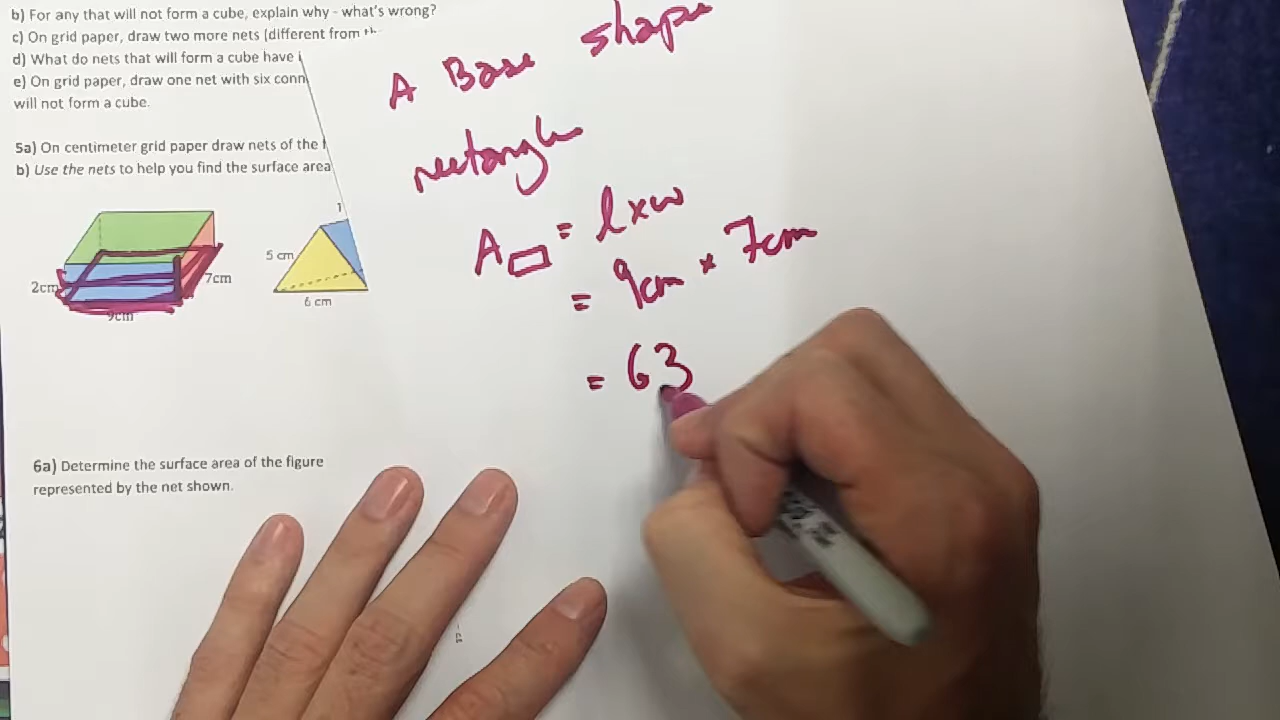 b) For any that will not form a cube, explain why - what's wrong?
c) On grid paper, draw two more nets (different from
d) What do nets that will form a cube have
e) On grid paper, draw one net with six
will not form a cube.
5a) On centimeter grid paper draw nets of the
b) Use the nets to help you find the surface area
5 cm
2cm
7cm
6 cm
9cm
6a) Determine the surface area of the figure
represented by the net shown.
A Base shape
rectangle
A▭ = l×w
= 9cm × 7cm
= 63